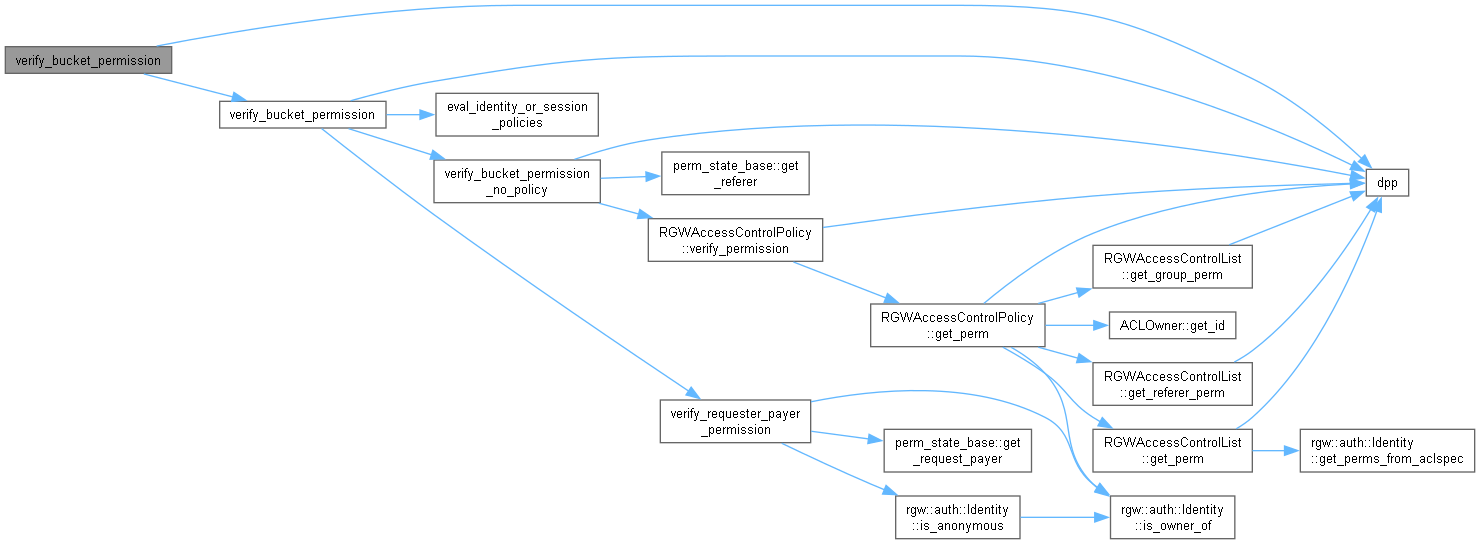 verify_bucket_permission
verify_bucket_permission
eval_identity_or_session
_policies
verify_bucket_permission
_no_policy
perm_state_base::get
_referer
RGWAccessControlPolicy
::verify_permission
dpp
RGWAccessControlList
::get_group_perm
RGWAccessControlPolicy
::get_perm
ACLOwner::get_id
RGWAccessControlList
::get_referer_perm
verify_requester_payer
_permission
perm_state_base::get
_request_payer
RGWAccessControlList
::get_perm
rgw::auth::Identity
::get_perms_from_aclspec
rgw::auth::Identity
::is_anonymous
rgw::auth::Identity
::is_owner_of